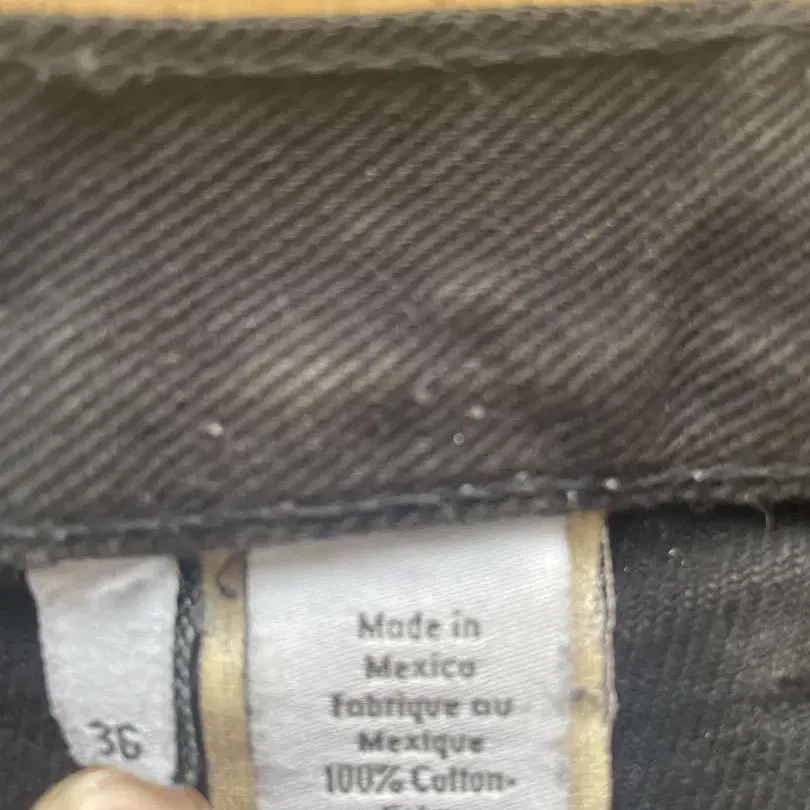 36
Made in
Mexico
Fabrique au
Mexique
100% Cotton-